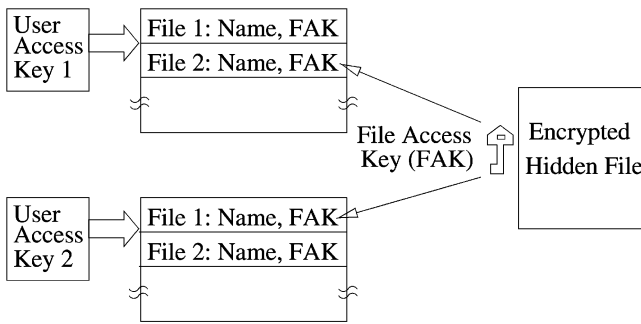 User
Access
Key 1
File 1: Name, FAK
File 2: Name, FAK
File Access
Key (FAK)
Encrypted
Hidden File
User
Access
Key 2
File 1: Name, FAK
File 2: Name, FAK